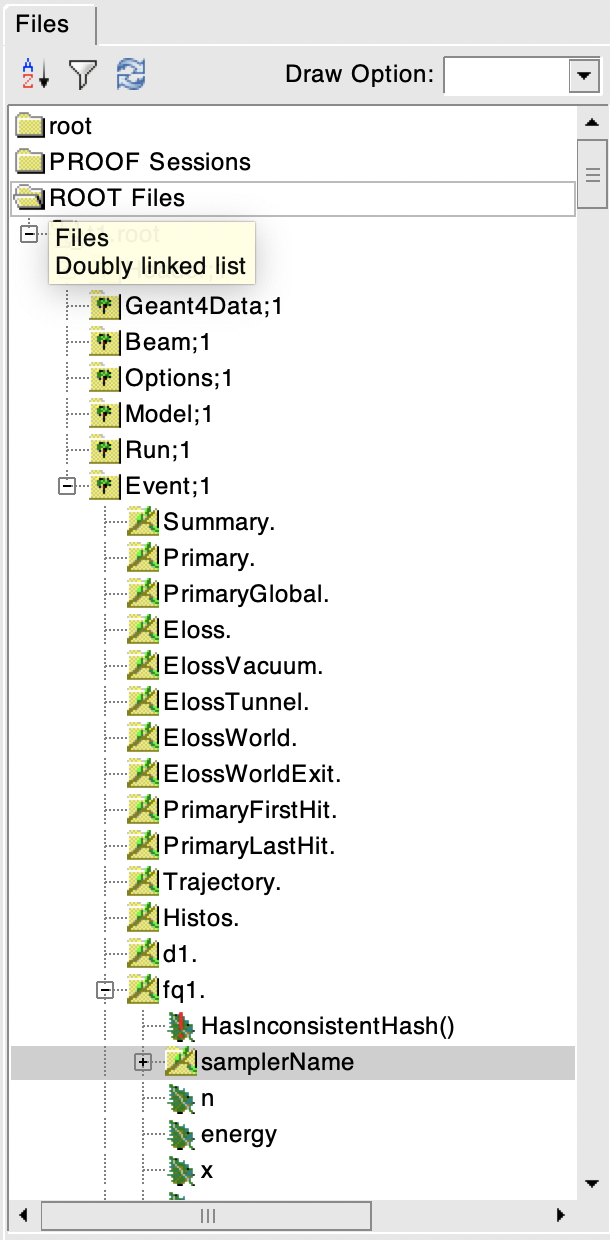 Files
Draw Option:
root
PROOF Sessions
ROOT Files
.root
Files
Doubly linked list
Geant4Data;1
Beam;1
Options;1
Model;1
Run;1
Event;1
Summary.
Primary.
PrimaryGlobal.
Eloss.
ElossVacuum.
ElossTunnel.
ElossWorld.
ElossWorldExit.
PrimaryFirstHit.
PrimaryLastHit.
Trajectory.
Histos.
d1.
fq1.
HasInconsistentHash()
samplerName
n
energy
x